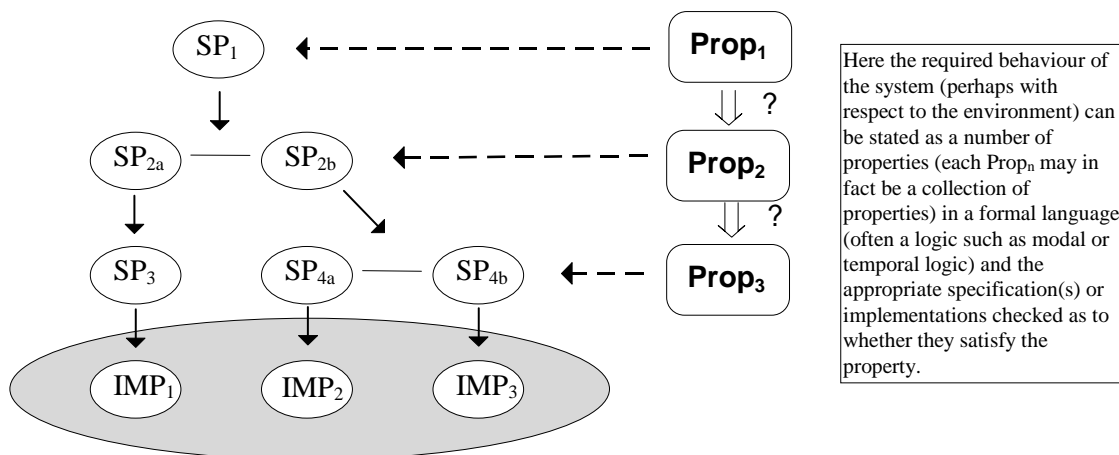 SP₁
Prop₁
?
SP₂ₐ
SP₂b
Prop₂
?
SP₃
SP₄ₐ
SP₄b
Prop₃
IMP₁
IMP₂
IMP₃
Here the required behaviour of
the system (perhaps with
respect to the environment) can
be stated as a number of
properties (each Propₙ may in
fact be a collection of
properties) in a formal language
(often a logic such as modal or
temporal logic) and the
appropriate specification(s) or
implementations checked as to
whether they satisfy the
property.